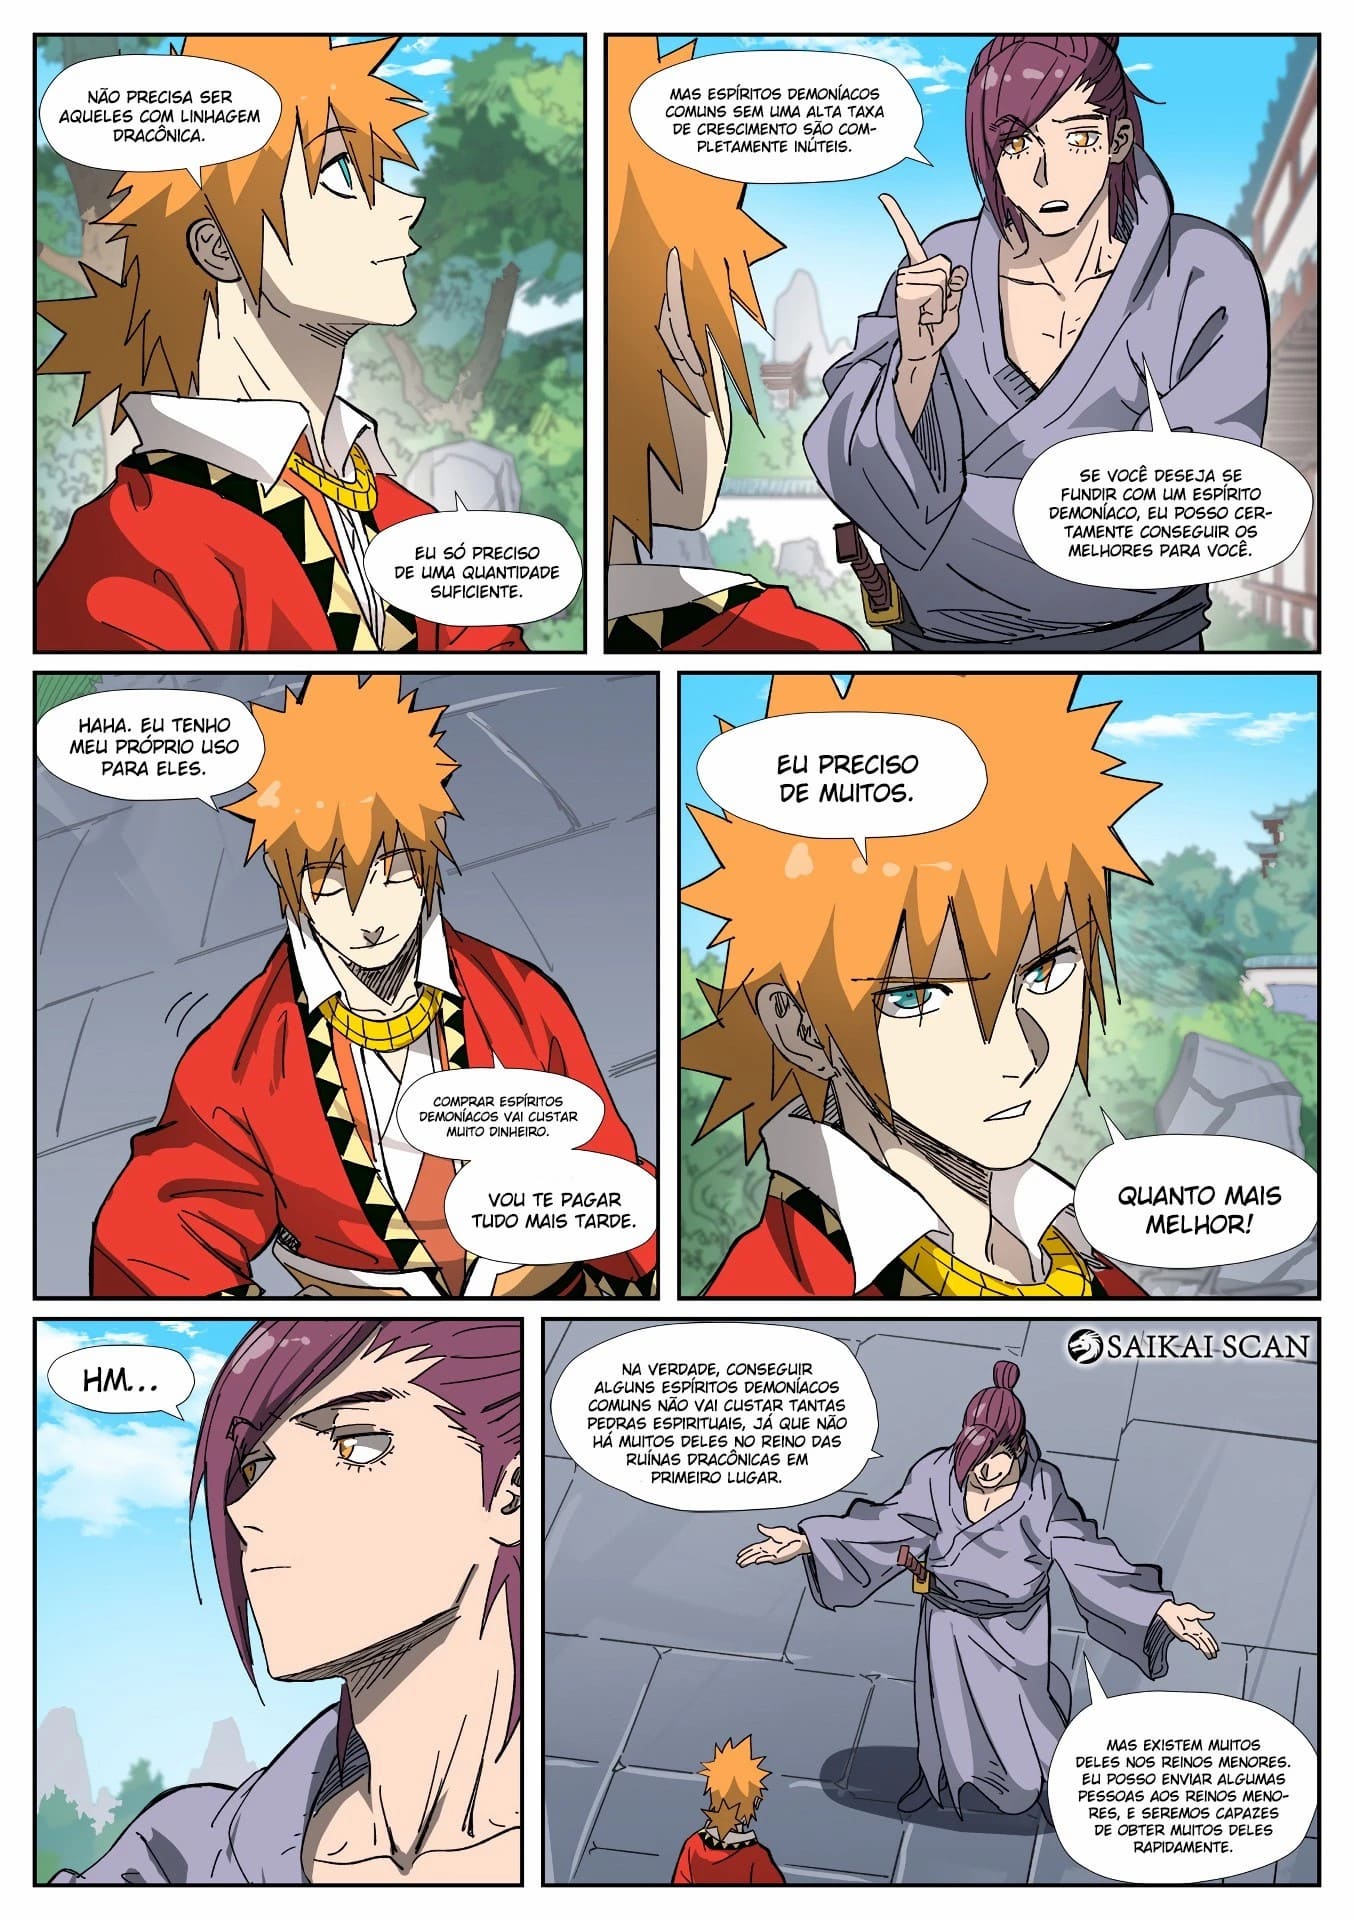 NÃO PRECISA SER
AQUELES COM LINHAGEM
DRACÔNICA.
EU SÓ PRECISO
DE UMA QUANTIDADE
SUFICIENTE.
MAS ESPÍRITOS DEMONÍACOS
COMUNS SEM UMA ALTA TAXA
DE CRESCIMENTO SÃO COM-
PLETAMENTE INÚTEIS.
SE VOCÊ DESEJA SE
FUNDIR COM UM ESPÍRITO
DEMONÍACO, EU POSSO CER-
TAMENTE CONSEGUIR OS
MELHORES PARA VOCÊ.
HAHA. EU TENHO
MEU PRÓPRIO USO
PARA ELES.
COMPRAR ESPÍRITOS
DEMONÍACOS VAI CUSTAR
MUITO DINHEIRO.
VOU TE PAGAR
TUDO MAIS TARDE.
EU PRECISO
DE MUITOS.
QUANTO MAIS
MELHOR!
HM...
SAIKAI SCAN
NA VERDADE, CONSEGUIR
ALGUNS ESPÍRITOS DEMONÍACOS
COMUNS NÃO VAI CUSTAR TANTAS
PEDRAS ESPIRITUAIS, JÁ QUE NÃO
HÁ MUITOS DELES NO REINO DAS
RUÍNAS DRACÔNICAS EM
PRIMEIRO LUGAR.
MAS EXISTEM MUITOS
DELES NOS REINOS MENORES.
EU POSSO ENVIAR ALGUMAS
PESSOAS AOS REINOS MENO-
RES, E SEREMOS CAPAZES
DE OBTER MUITOS DELES
RAPIDAMENTE.